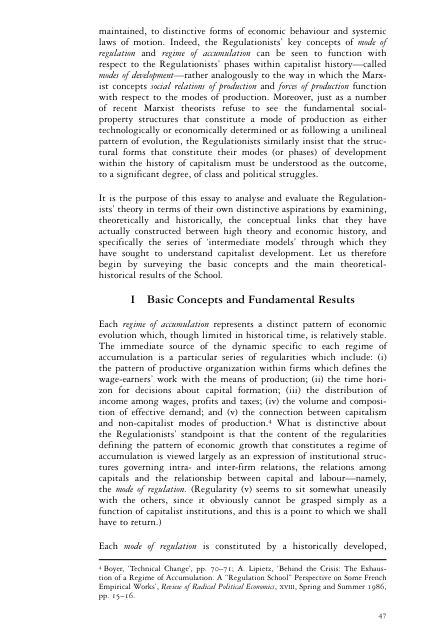 maintained, to distinctive forms of economic behaviour and systemic
laws of motion. Indeed, the Regulationists' key concepts of mode of
regulation and regime of accumulation can be seen to function with
respect to the Regulationists' phases within capitalist history—called
modes of development—rather analogously to the way in which the Marx-
ist concepts social relations of production and forces of production function
with respect to the modes of production. Moreover, just as a number
of recent Marxist theorists refuse to see the fundamental social-
property structures that constitute a mode of production as either
technologically or economically determined or as following a unilineal
pattern of evolution, the Regulationists similarly insist that the struc-
tural forms that constitute their modes (or phases) of development
within the history of capitalism must be understood as the outcome,
to a significant degree, of class and political struggles.
It is the purpose of this essay to analyse and evaluate the Regulation-
ists' theory in terms of their own distinctive aspirations by examining,
theoretically and historically, the conceptual links that they have
actually constructed between high theory and economic history, and
specifically the series of 'intermediate models' through which they
have sought to understand capitalist development. Let us therefore
begin by surveying the basic concepts and the main theoretical-
historical results of the School.
I Basic Concepts and Fundamental Results
Each regime of accumulation represents a distinct pattern of economic
evolution which, though limited in historical time, is relatively stable.
The immediate source of the dynamic specific to each regime of
accumulation is a particular series of regularities which include: (i)
the pattern of productive organization within firms which defines the
wage-earners' work with the means of production; (ii) the time hori-
zon for decisions about capital formation; (iii) the distribution of
income among wages, profits and taxes; (iv) the volume and composi-
tion of effective demand; and (v) the connection between capitalism
and non-capitalist modes of production.⁴ What is distinctive about
the Regulationists' standpoint is that the content of the regularities
defining the pattern of economic growth that constitutes a regime of
accumulation is viewed largely as an expression of institutional struc-
tures governing intra- and inter-firm relations, the relations among
capitals and the relationship between capital and labour—namely,
the mode of regulation. (Regularity (v) seems to sit somewhat uneasily
with the others, since it obviously cannot be grasped simply as a
function of capitalist institutions, and this is a point to which we shall
have to return.)
Each mode of regulation is constituted by a historically developed,
⁴ Boyer, 'Technical Change', pp. 70–71; A. Lipietz, 'Behind the Crisis: The Exhaus-
tion of a Regime of Accumulation. A "Regulation School" Perspective on Some French
Empirical Works', Review of Radical Political Economics, XVIII, Spring and Summer 1986,
pp. 15–16.
47